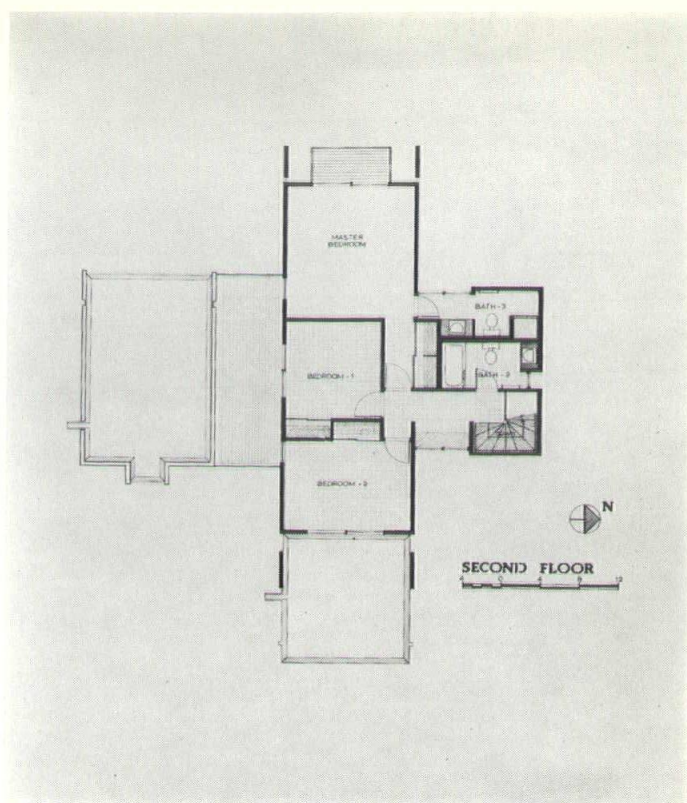 MASTER
BEDROOM
BATH-3
BEDROOM-1
BATH-2
BEDROOM-2
N
SECOND FLOOR
4 0 4 8 12